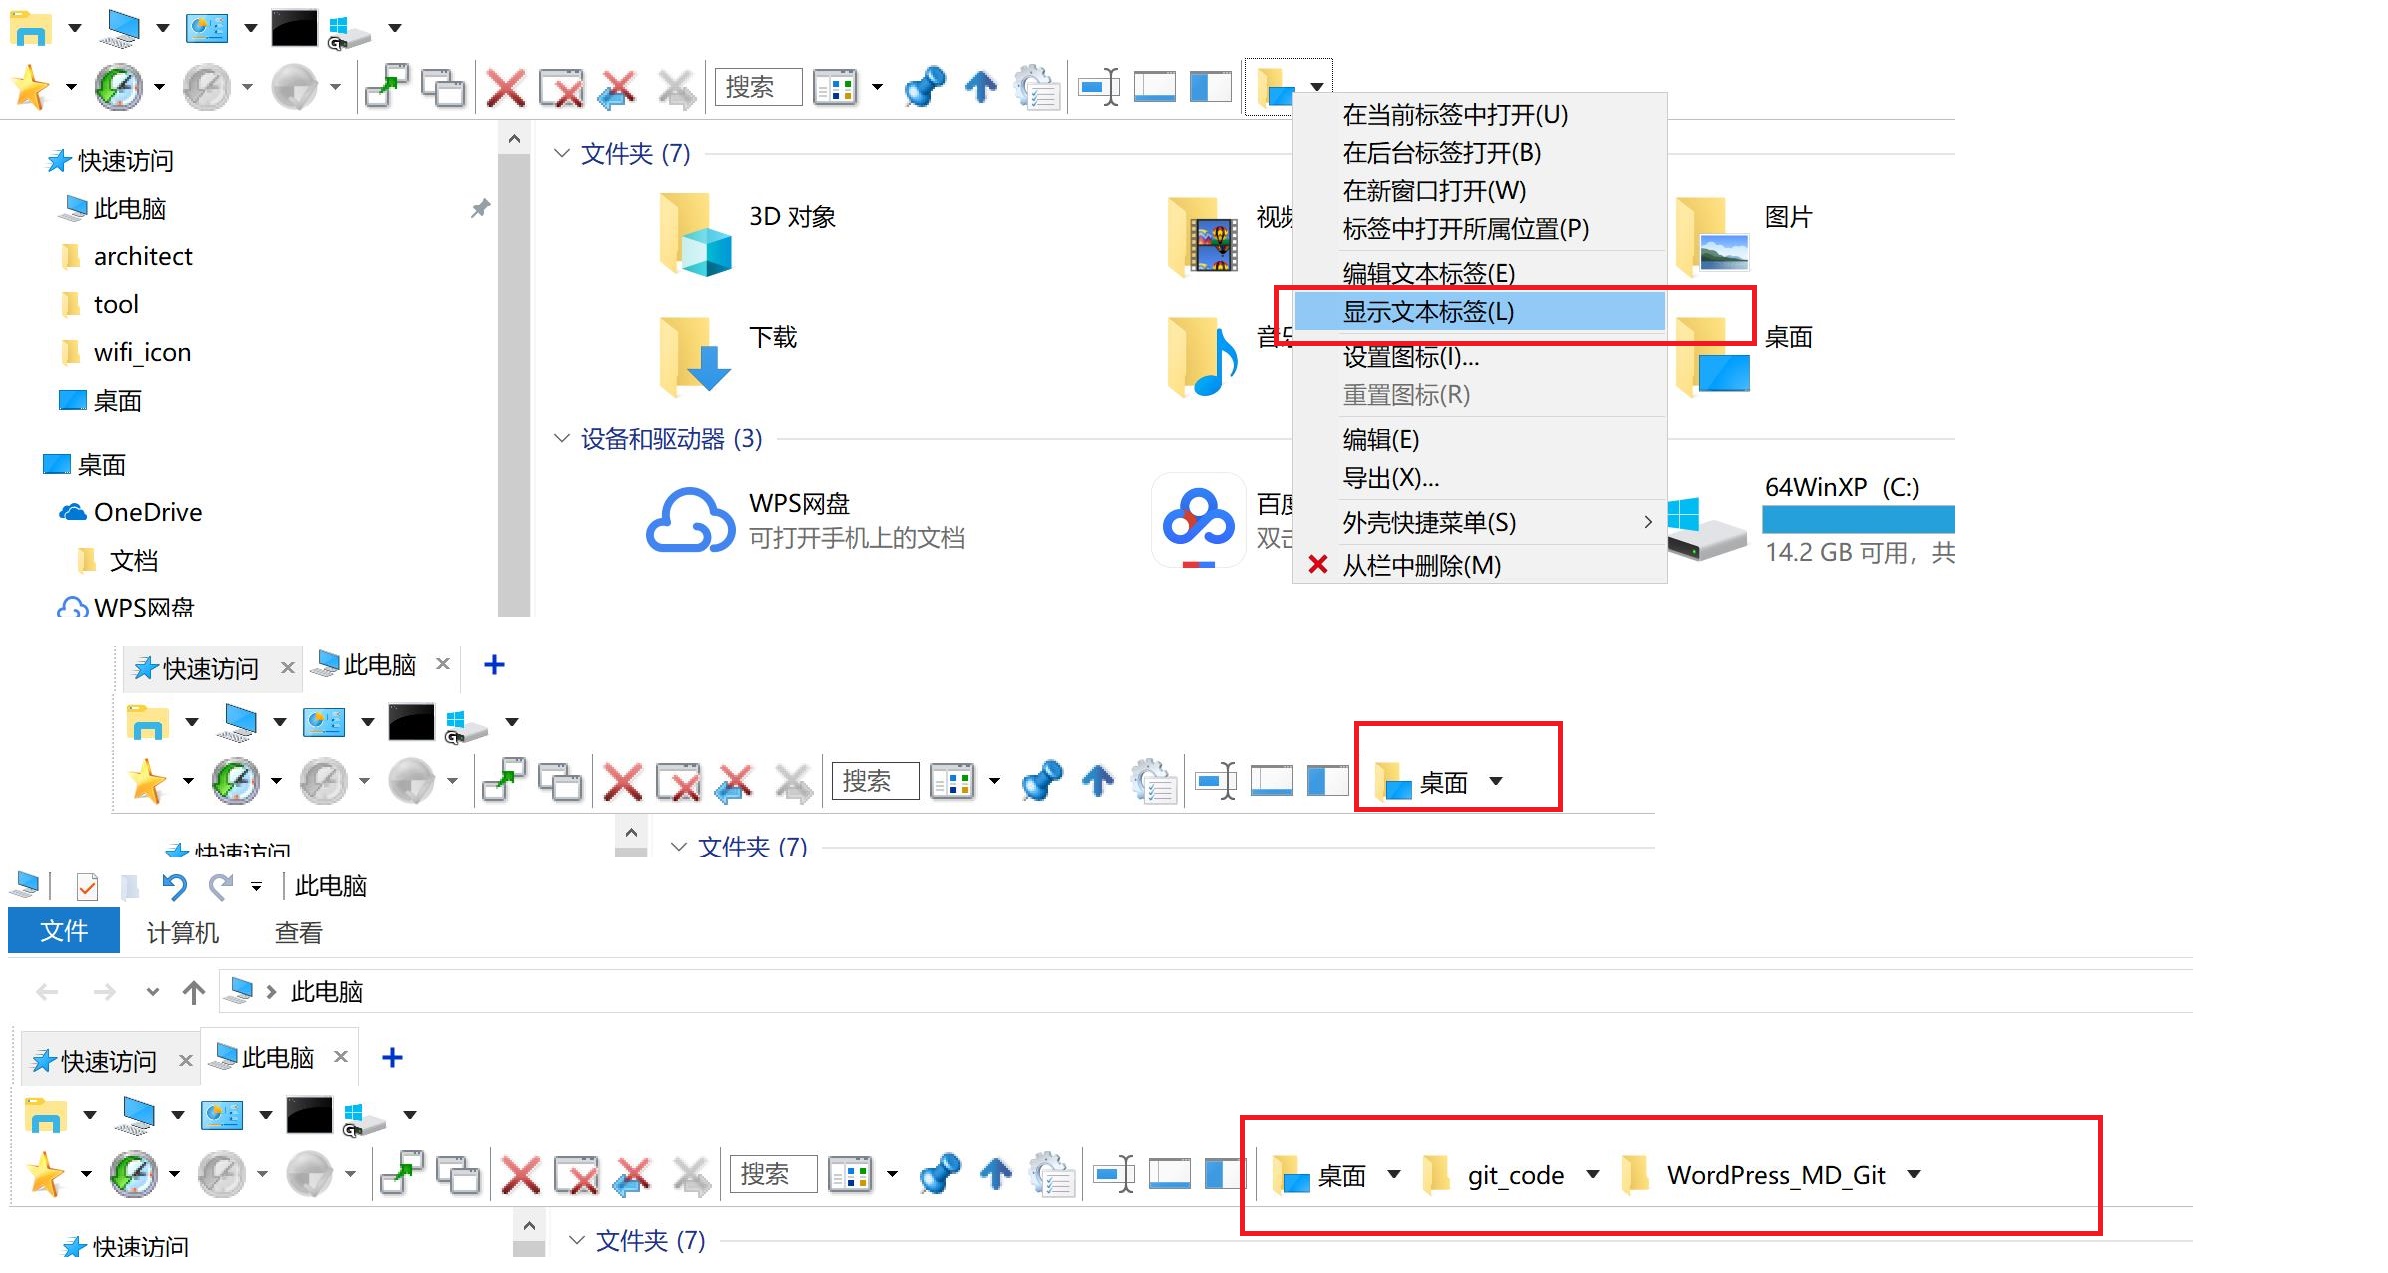 搜索
快速访问
此电脑
architect
tool
wifi_icon
桌面
桌面
OneDrive
文档
WPS网盘
文件夹 (7)
3D 对象
图片
下载
桌面
设备和驱动器 (3)
WPS网盘
可打开手机上的文档
64WinXP (C:)
14.2 GB 可用，共
在当前标签中打开(U)
在后台标签打开(B)
在新窗口打开(W)
标签中打开所属位置(P)
编辑文本标签(E)
显示文本标签(L)
设置图标(I)...
重置图标(R)
编辑(E)
导出(X)...
外壳快捷菜单(S)
从栏中删除(M)
快速访问 此电脑
搜索 桌面
快速访问 文件夹 (7)
此电脑
文件 计算机 查看
此电脑
快速访问 此电脑
搜索 桌面 git_code WordPress_MD_Git
快速访问 文件夹 (7)